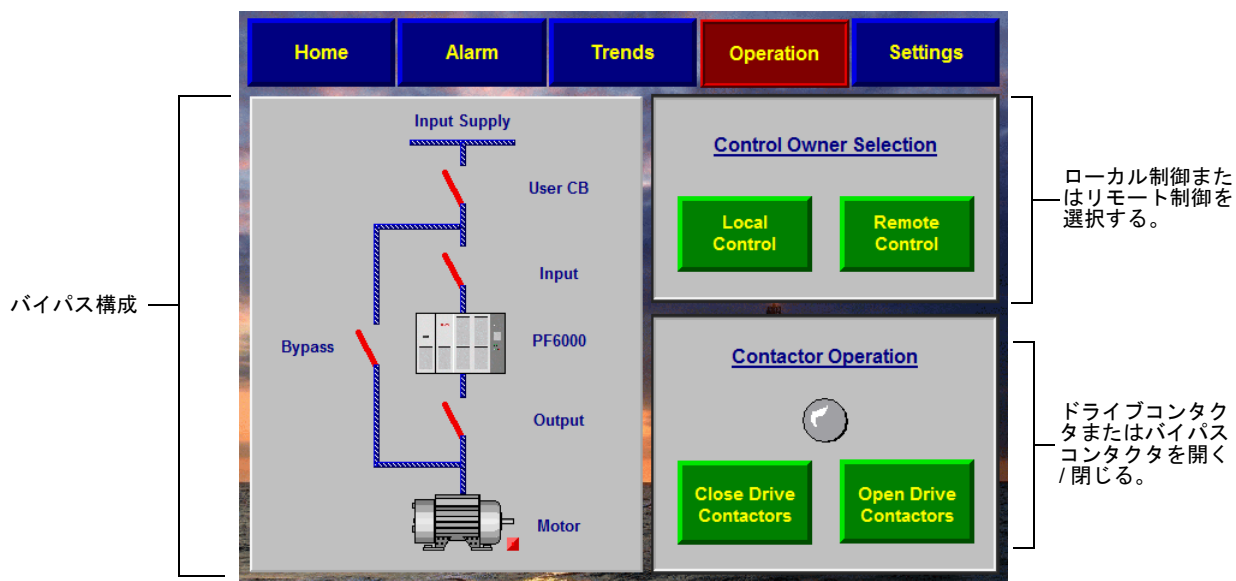 Home
Alarm
Trends
Operation
Settings
Input Supply
User CB
Input
Bypass
PF6000
Output
Motor
Control Owner Selection
Local
Control
Remote
Control
Contactor Operation
Close Drive
Contactors
Open Drive
Contactors
バイパス構成
ローカル制御また
はリモート制御を
選択する。
ドライブコンタク
タまたはバイパス
コンタクタを開く
/ 閉じる。